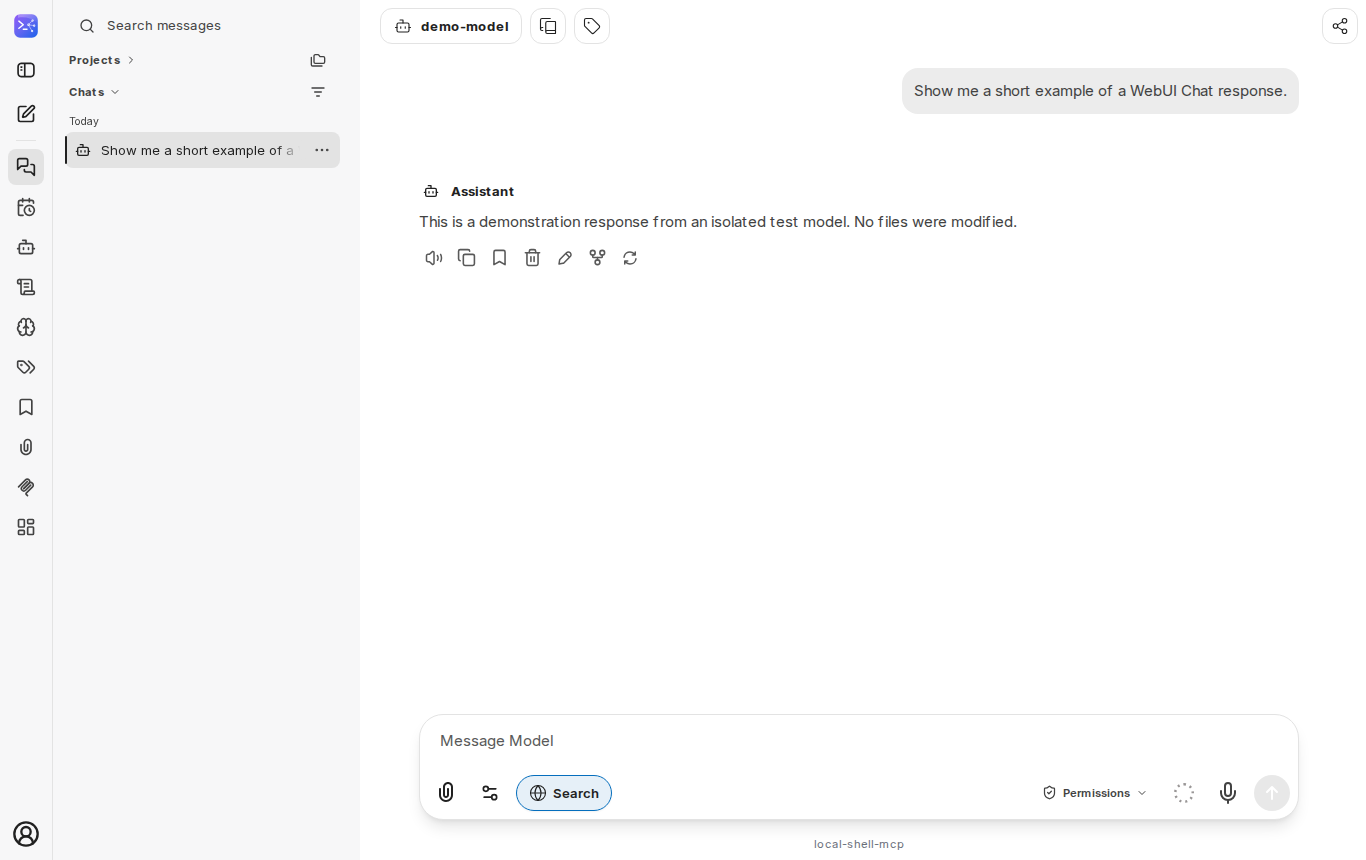 Search messages
Projects
Chats
Today
Show me a short example of a
demo-model
Show me a short example of a WebUI Chat response.
Assistant
This is a demonstration response from an isolated test model. No files were modified.
Message Model
Search
Permissions
local-shell-mcp